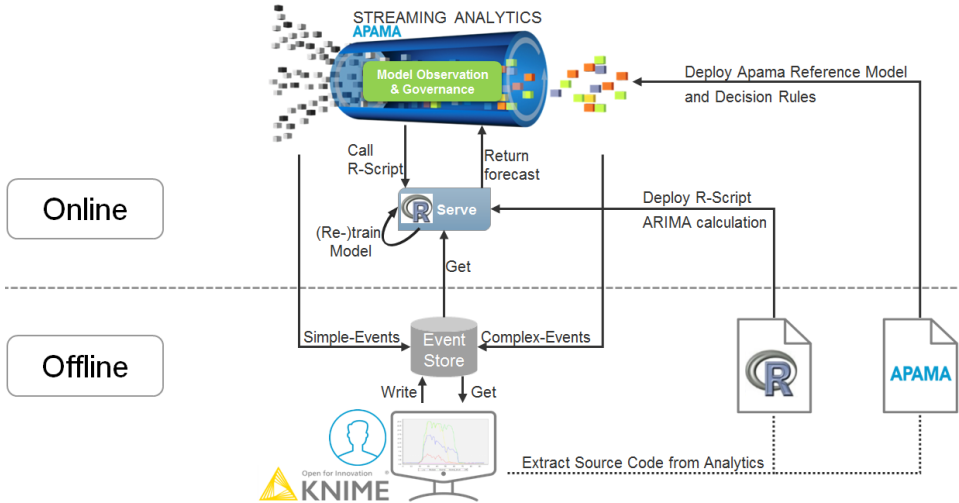 STREAMING ANALYTICS
APAMA
Model Observation
& Governance
Deploy Apama Reference Model
and Decision Rules
Call
R-Script
Return
forecast
Online
R Serve
Deploy R-Script
ARIMA calculation
(Re-)train
Model
Get
Offline
Simple-Events
Event
Store
Complex-Events
R
APAMA
Write
Get
Extract Source Code from Analytics
Open for Innovation ®
KNIME